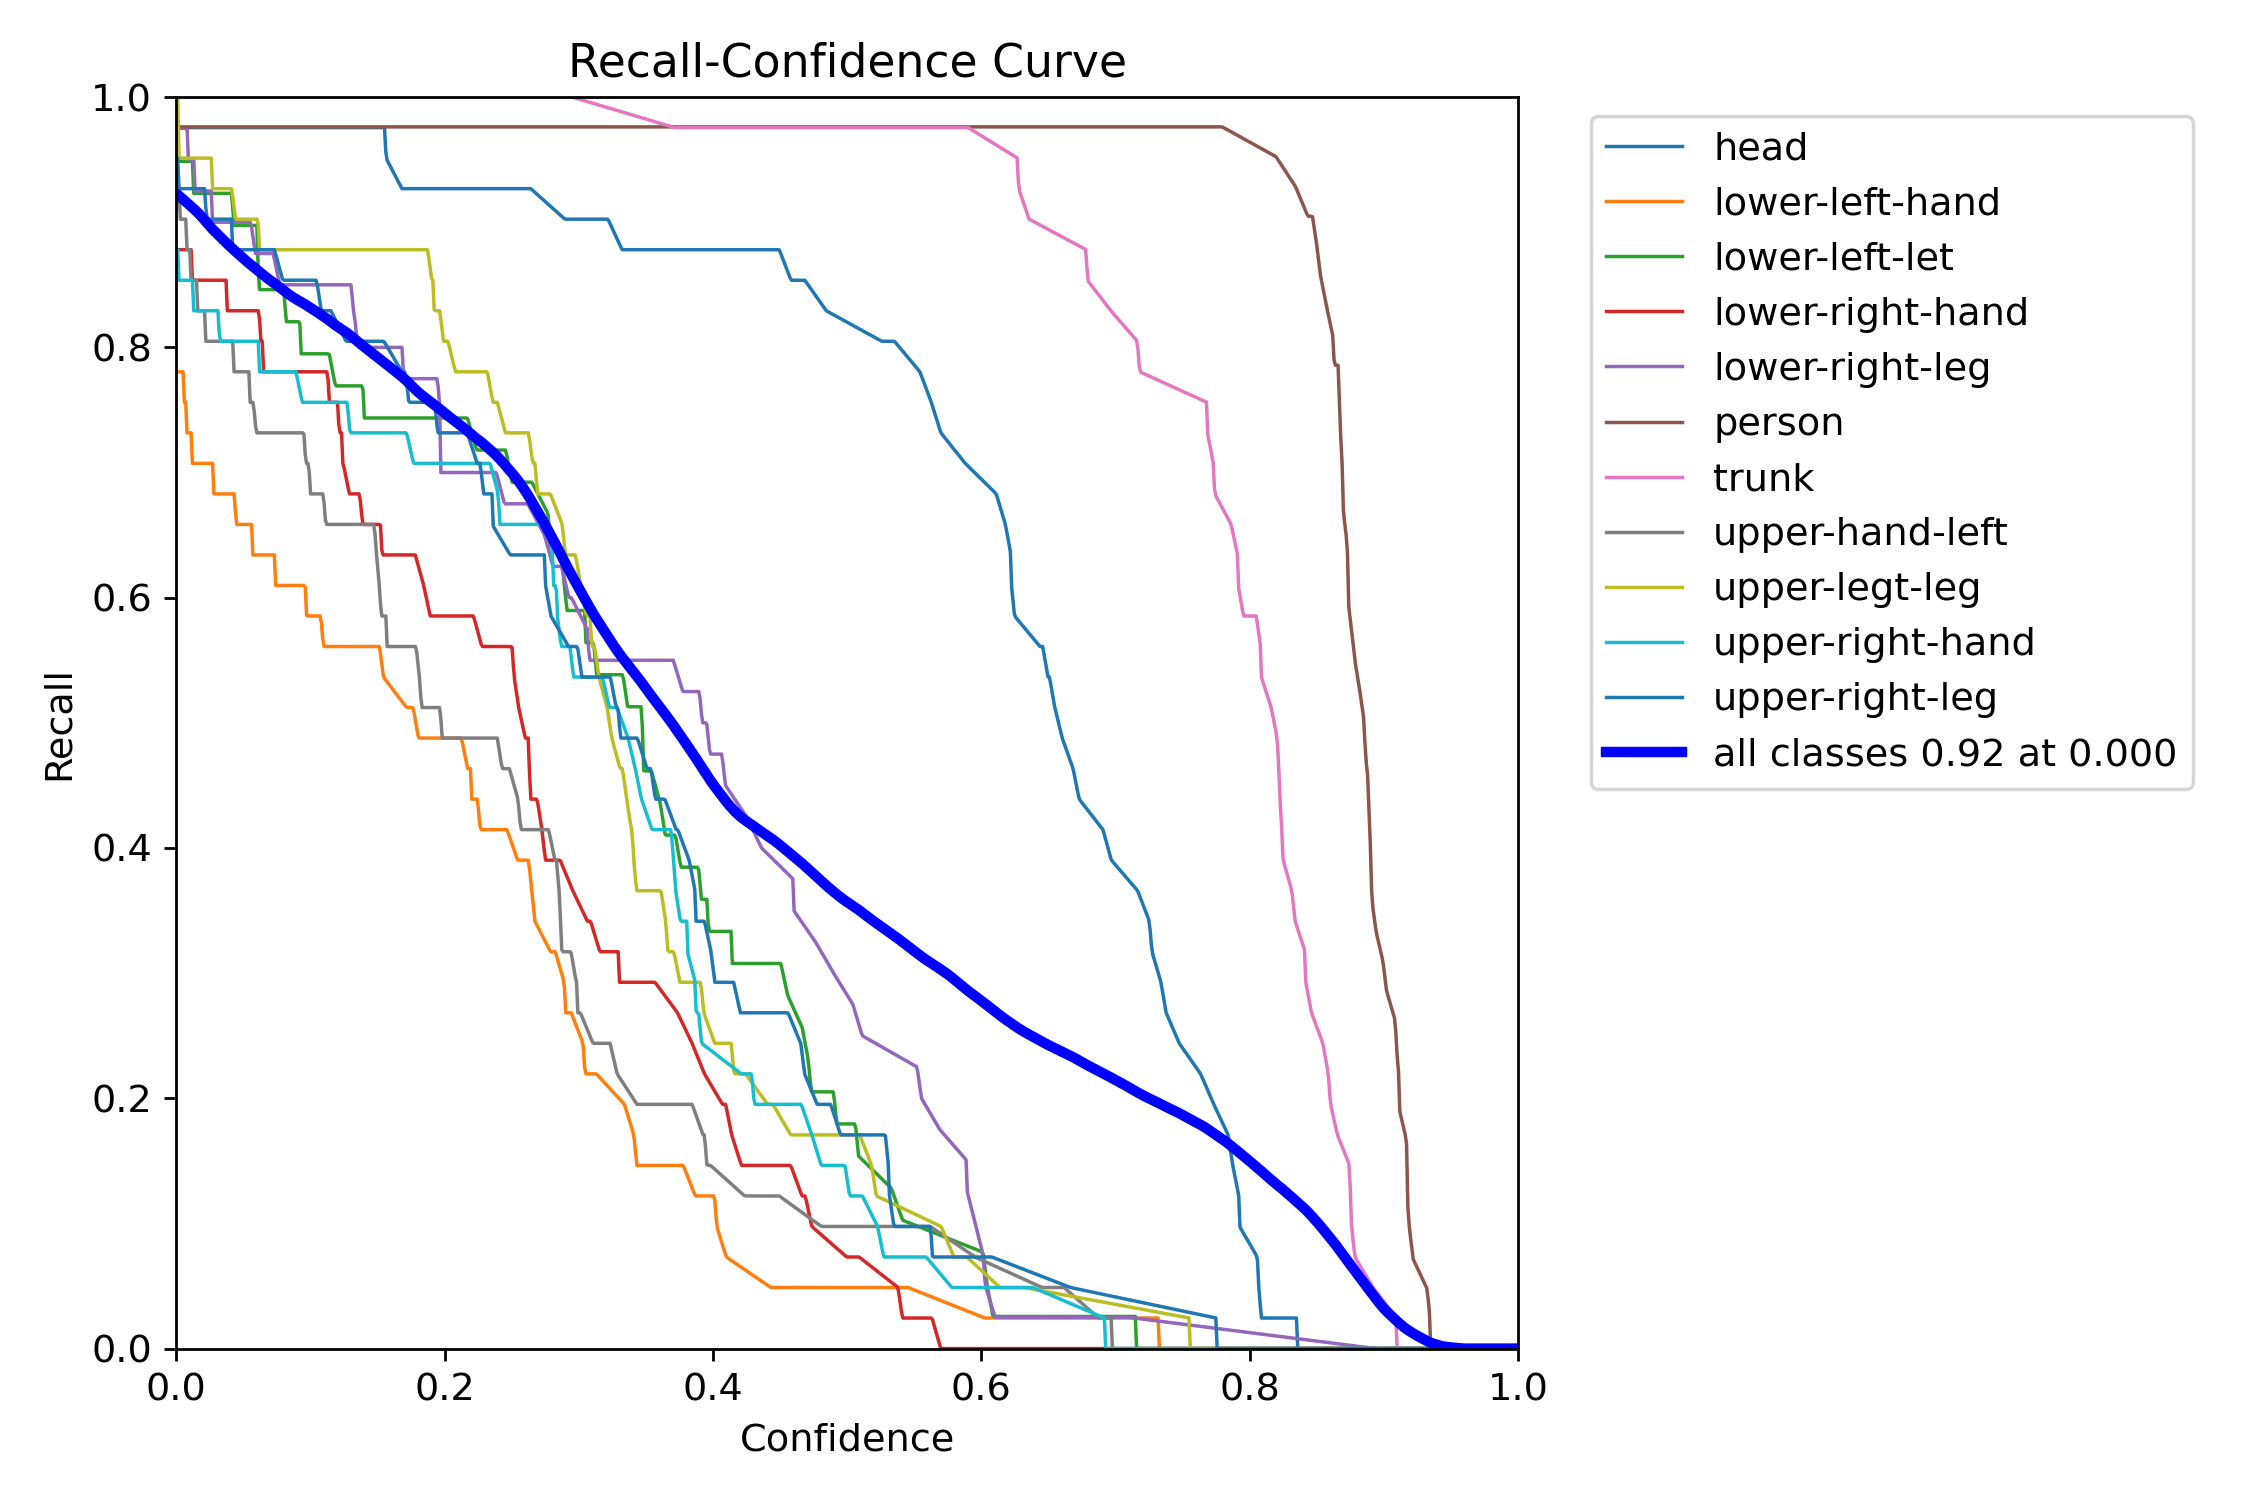 Recall-Confidence Curve
1.0
0.8
0.6
0.4
0.2
0.0
Recall
0.0 0.2 0.4 0.6 0.8 1.0
Confidence
head
lower-left-hand
lower-left-let
lower-right-hand
lower-right-leg
person
trunk
upper-hand-left
upper-legt-leg
upper-right-hand
upper-right-leg
all classes 0.92 at 0.000